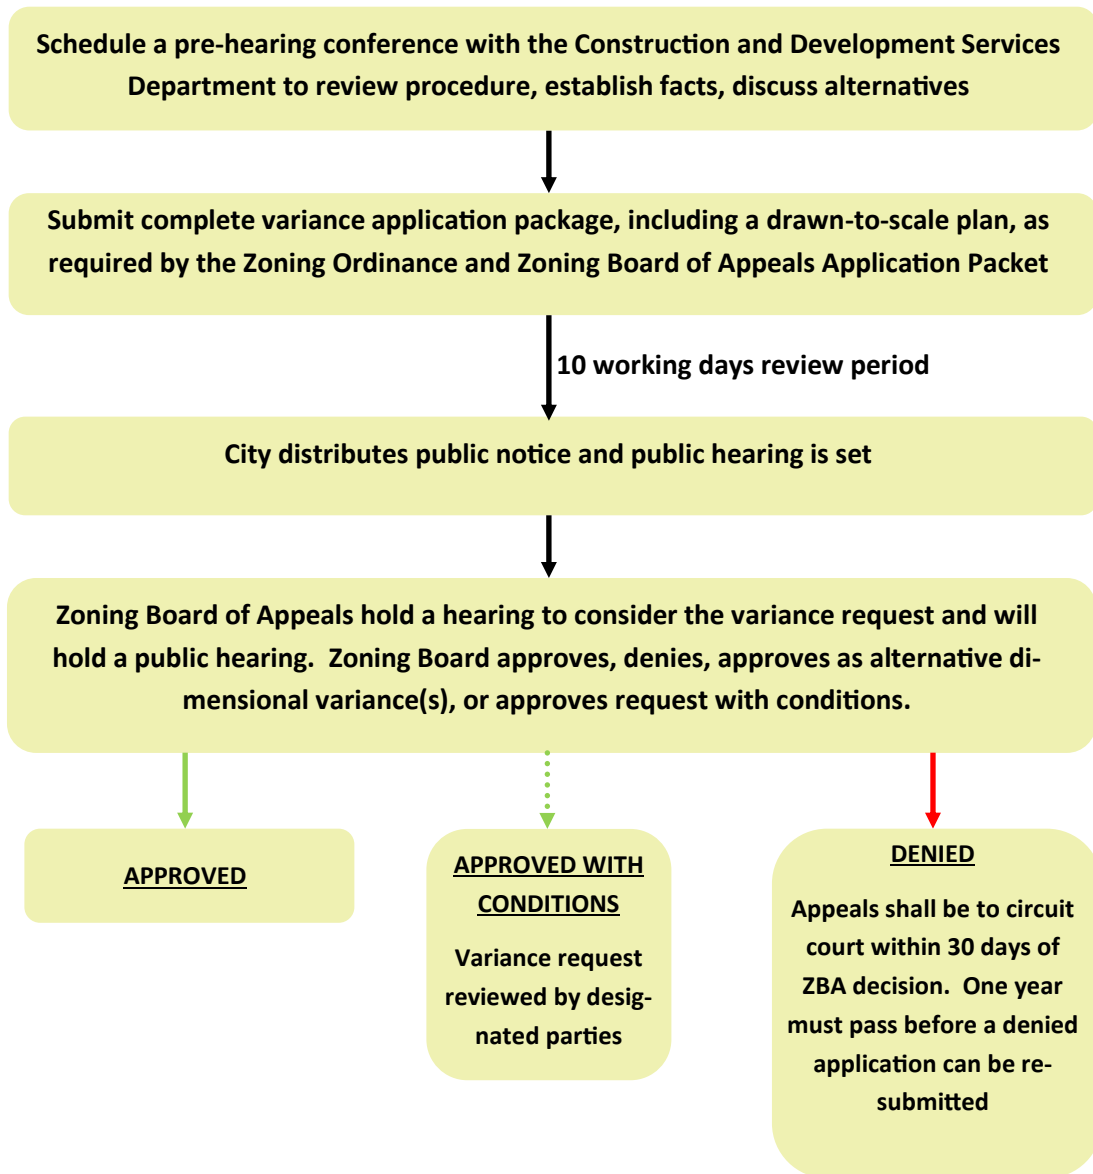 Schedule a pre-hearing conference with the Construction and Development Services
Department to review procedure, establish facts, discuss alternatives
Submit complete variance application package, including a drawn-to-scale plan, as
required by the Zoning Ordinance and Zoning Board of Appeals Application Packet
10 working days review period
City distributes public notice and public hearing is set
Zoning Board of Appeals hold a hearing to consider the variance request and will
hold a public hearing.  Zoning Board approves, denies, approves as alternative di-
mensional variance(s), or approves request with conditions.
APPROVED
APPROVED WITH
CONDITIONS
Variance request
reviewed by desig-
nated parties
DENIED
Appeals shall be to circuit
court within 30 days of
ZBA decision.  One year
must pass before a denied
application can be re-
submitted